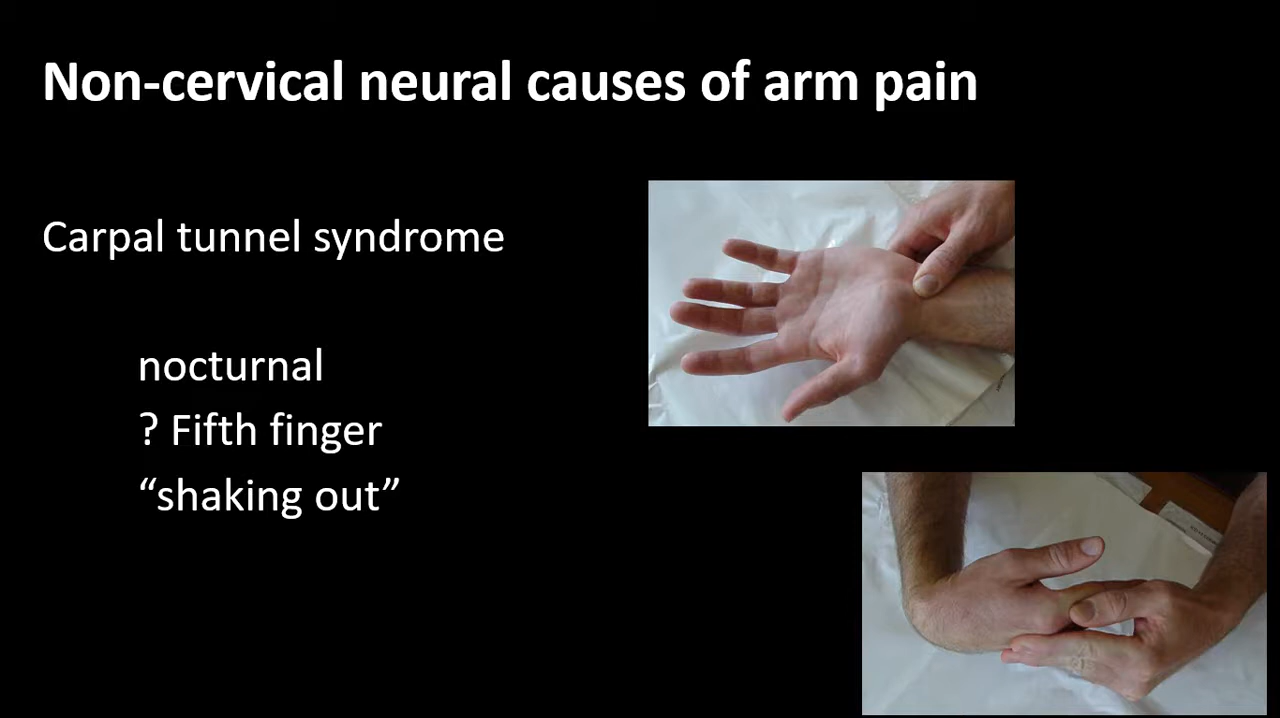 Non-cervical neural causes of arm pain
Carpal tunnel syndrome
nocturnal
? Fifth finger
“shaking out”